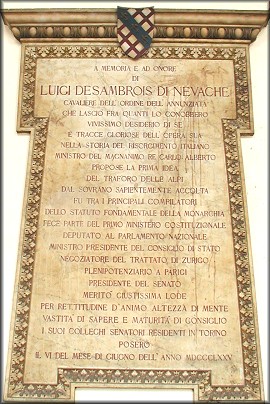 A MEMORIA E AD ONORE
DI
LUIGI DESAMBROIS DI NEVACHE
CAVALIERE DELL'ORDINE DELL'ANNUNZIATA
CHE LASCIÒ FRA QUANTI LO CONOBBERO
VIVISSIMO DESIDERIO DI SÈ
E TRACCE GLORIOSE DELL'OPERA SUA
NELLA STORIA DEL RISORGIMENTO ITALIANO
MINISTRO DEL MAGNANIMO RE CARLO ALBERTO
PROPOSE LA PRIMA IDEA
DEL TRAFORO DELLE ALPI
DAL SOVRANO SAPIENTEMENTE ACCOLTA
FU TRA I PRINCIPALI COMPILATORI
DELLO STATUTO FONDAMENTALE DELLA MONARCHIA
FECE PARTE DEL PRIMO MINISTERO COSTITUZIONALE
DEPUTATO AL PARLAMENTO NAZIONALE
MINISTRO PRESIDENTE DEL CONSIGLIO DI STATO
NEGOZIATORE DEL TRATTATO DI ZURIGO
PLENIPOTENZIARIO A PARIGI
PRESIDENTE DEL SENATO
MERITÒ GIUSTISSIMA LODE
PER RETTITUDINE D'ANIMO ALTEZZA DI MENTE
VASTITÀ DI SAPERE E MATURITÀ DI CONSIGLIO
I SUOI COLLEGHI SENATORI RESIDENTI IN TORINO
POSERO
IL VI DEL MESE DI GIUGNO DELL'ANNO MDCCCLXXV